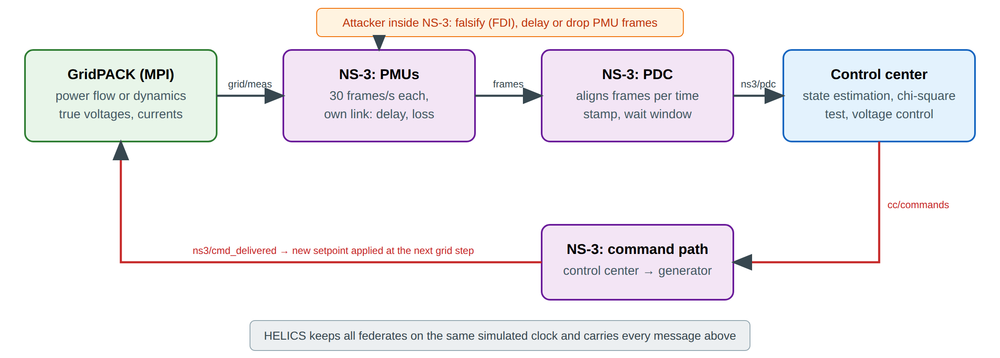 Attacker inside NS-3: falsify (FDI), delay or drop PMU frames
GridPACK (MPI)
power flow or dynamics
true voltages, currents
grid/meas
NS-3: PMUs
30 frames/s each,
own link: delay, loss
frames
NS-3: PDC
aligns frames per time
stamp, wait window
ns3/pdc
Control center
state estimation, chi-square
test, voltage control
cc/commands
NS-3: command path
control center → generator
ns3/cmd_delivered → new setpoint applied at the next grid step
HELICS keeps all federates on the same simulated clock and carries every message above